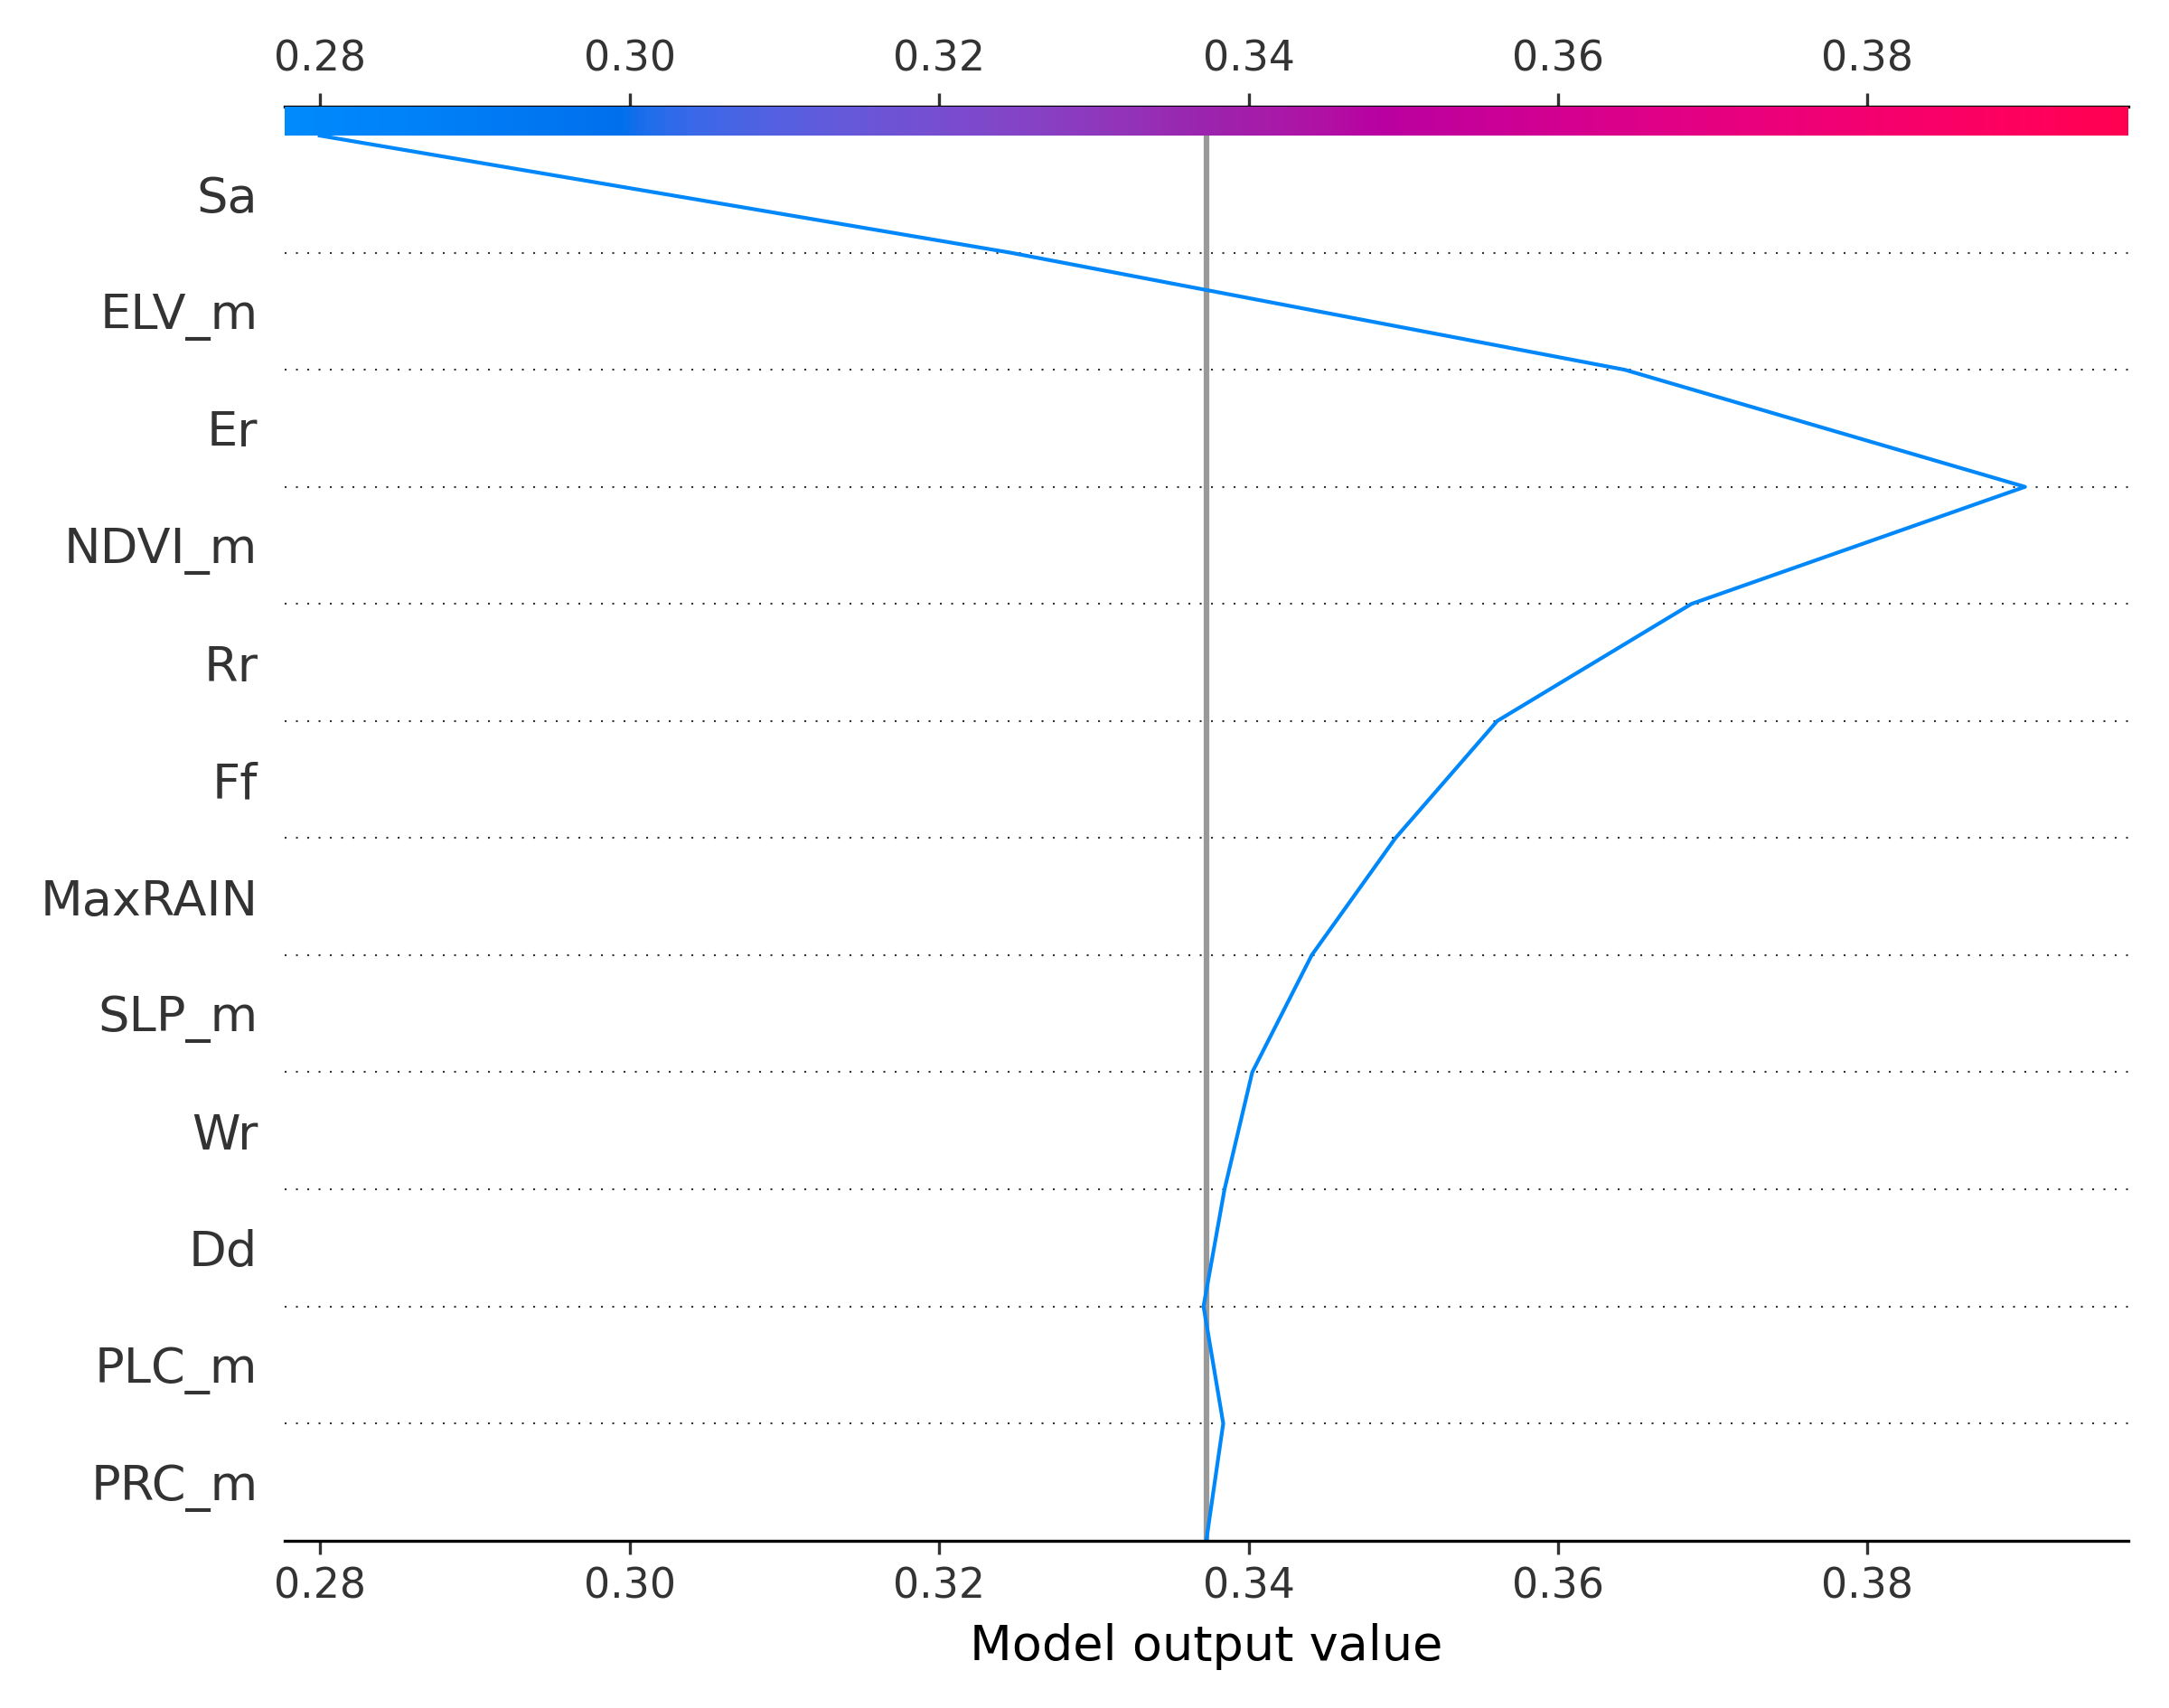 0.28 0.30 0.32 0.34 0.36 0.38
Sa
ELV_m
Er
NDVI_m
Rr
Ff
MaxRAIN
SLP_m
Wr
Dd
PLC_m
PRC_m
0.28 0.30 0.32 0.34 0.36 0.38
Model output value